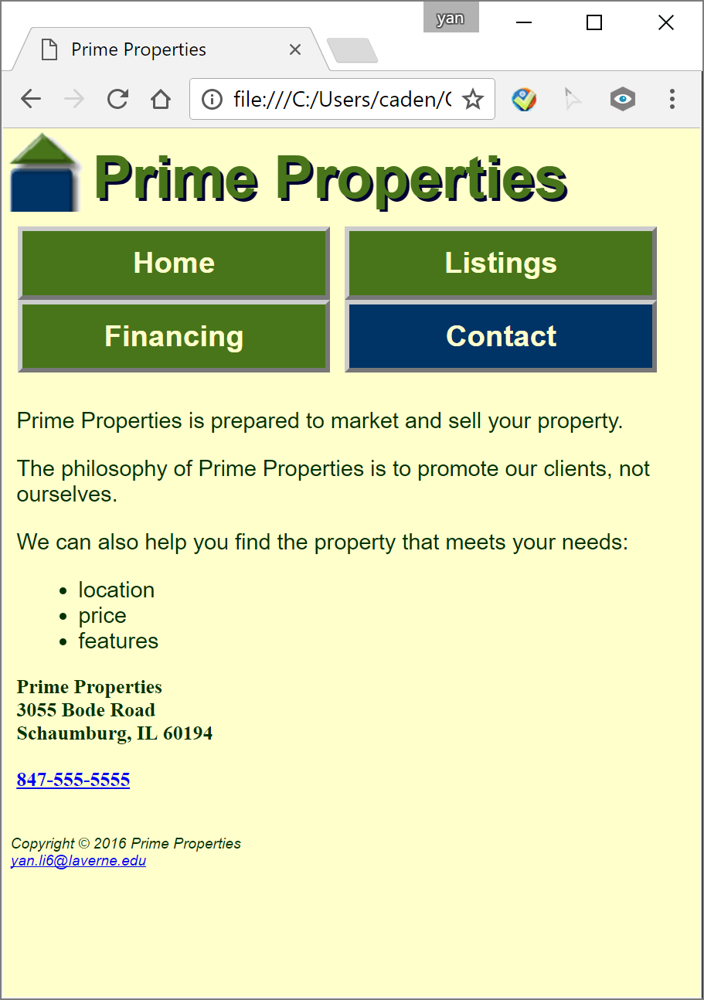 yan
Prime Properties
file:///C:/Users/caden/
Prime Properties
Home
Listings
Financing
Contact
Prime Properties is prepared to market and sell your property.
The philosophy of Prime Properties is to promote our clients, not
ourselves.
We can also help you find the property that meets your needs:
• location
• price
• features
Prime Properties
3055 Bode Road
Schaumburg, IL 60194
847-555-5555
Copyright © 2016 Prime Properties
yan.li6@laverne.edu